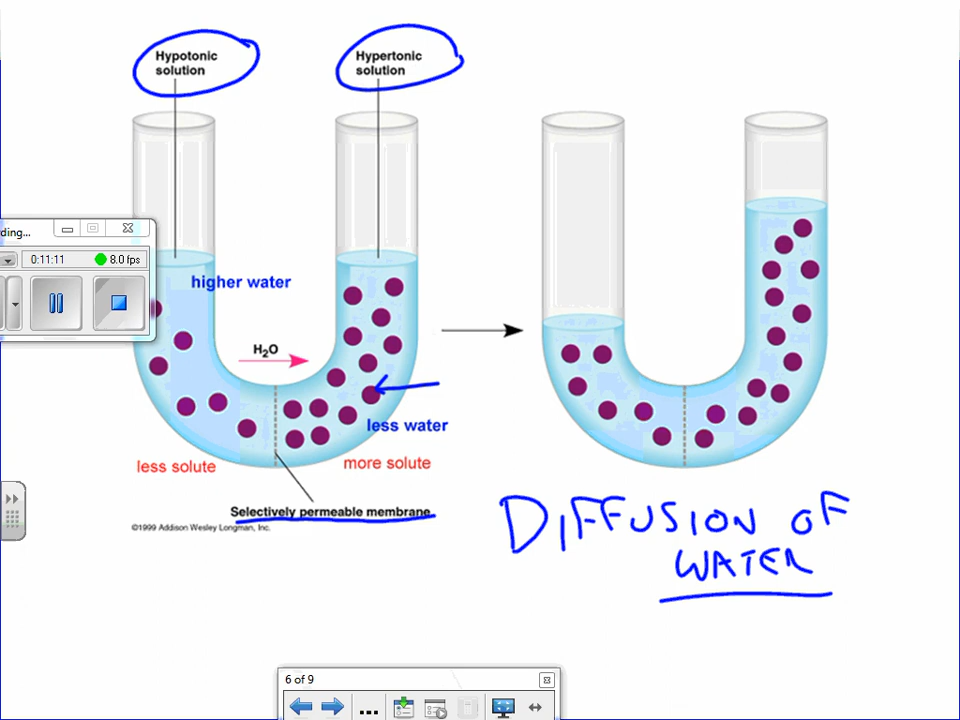 Hypotonic
solution
Hypertonic
solution
ding...
0:11:11
8.0 fps
higher water
H₂O
less water
less solute
more solute
Selectively permeable membrane
©1999 Addison Wesley Longman, Inc.
DIFFUSION OF
WATER
6 of 9